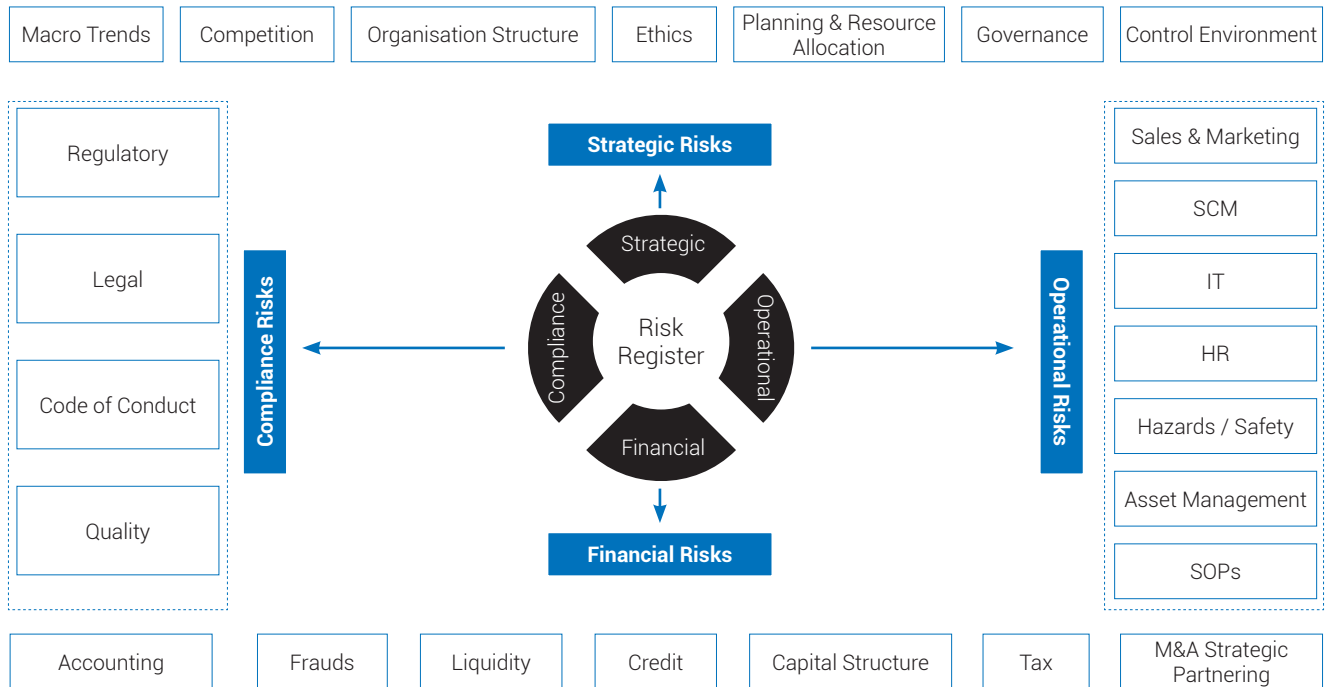 Macro Trends
Competition
Organisation Structure
Ethics
Planning & Resource
Allocation
Governance
Control Environment
Regulatory
Legal
Code of Conduct
Quality
Compliance Risks
Strategic Risks
Strategic
Compliance
Risk
Register
Operational
Financial
Financial Risks
Operational Risks
Sales & Marketing
SCM
IT
HR
Hazards / Safety
Asset Management
SOPs
Accounting
Frauds
Liquidity
Credit
Capital Structure
Tax
M&A Strategic
Partnering